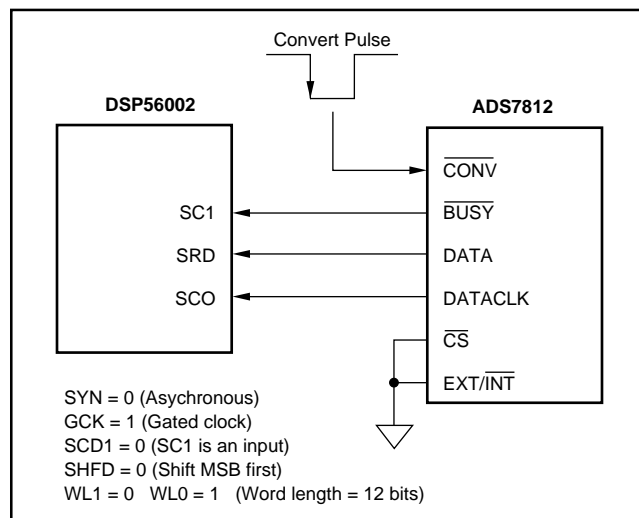 Convert Pulse
DSP56002
ADS7812
CONV
SC1
BUSY
SRD
DATA
SCO
DATACLK
CS
EXT/INT
SYN = 0 (Asychronous)
GCK = 1 (Gated clock)
SCD1 = 0 (SC1 is an input)
SHFD = 0 (Shift MSB first)
WL1 = 0 WL0 = 1 (Word length = 12 bits)